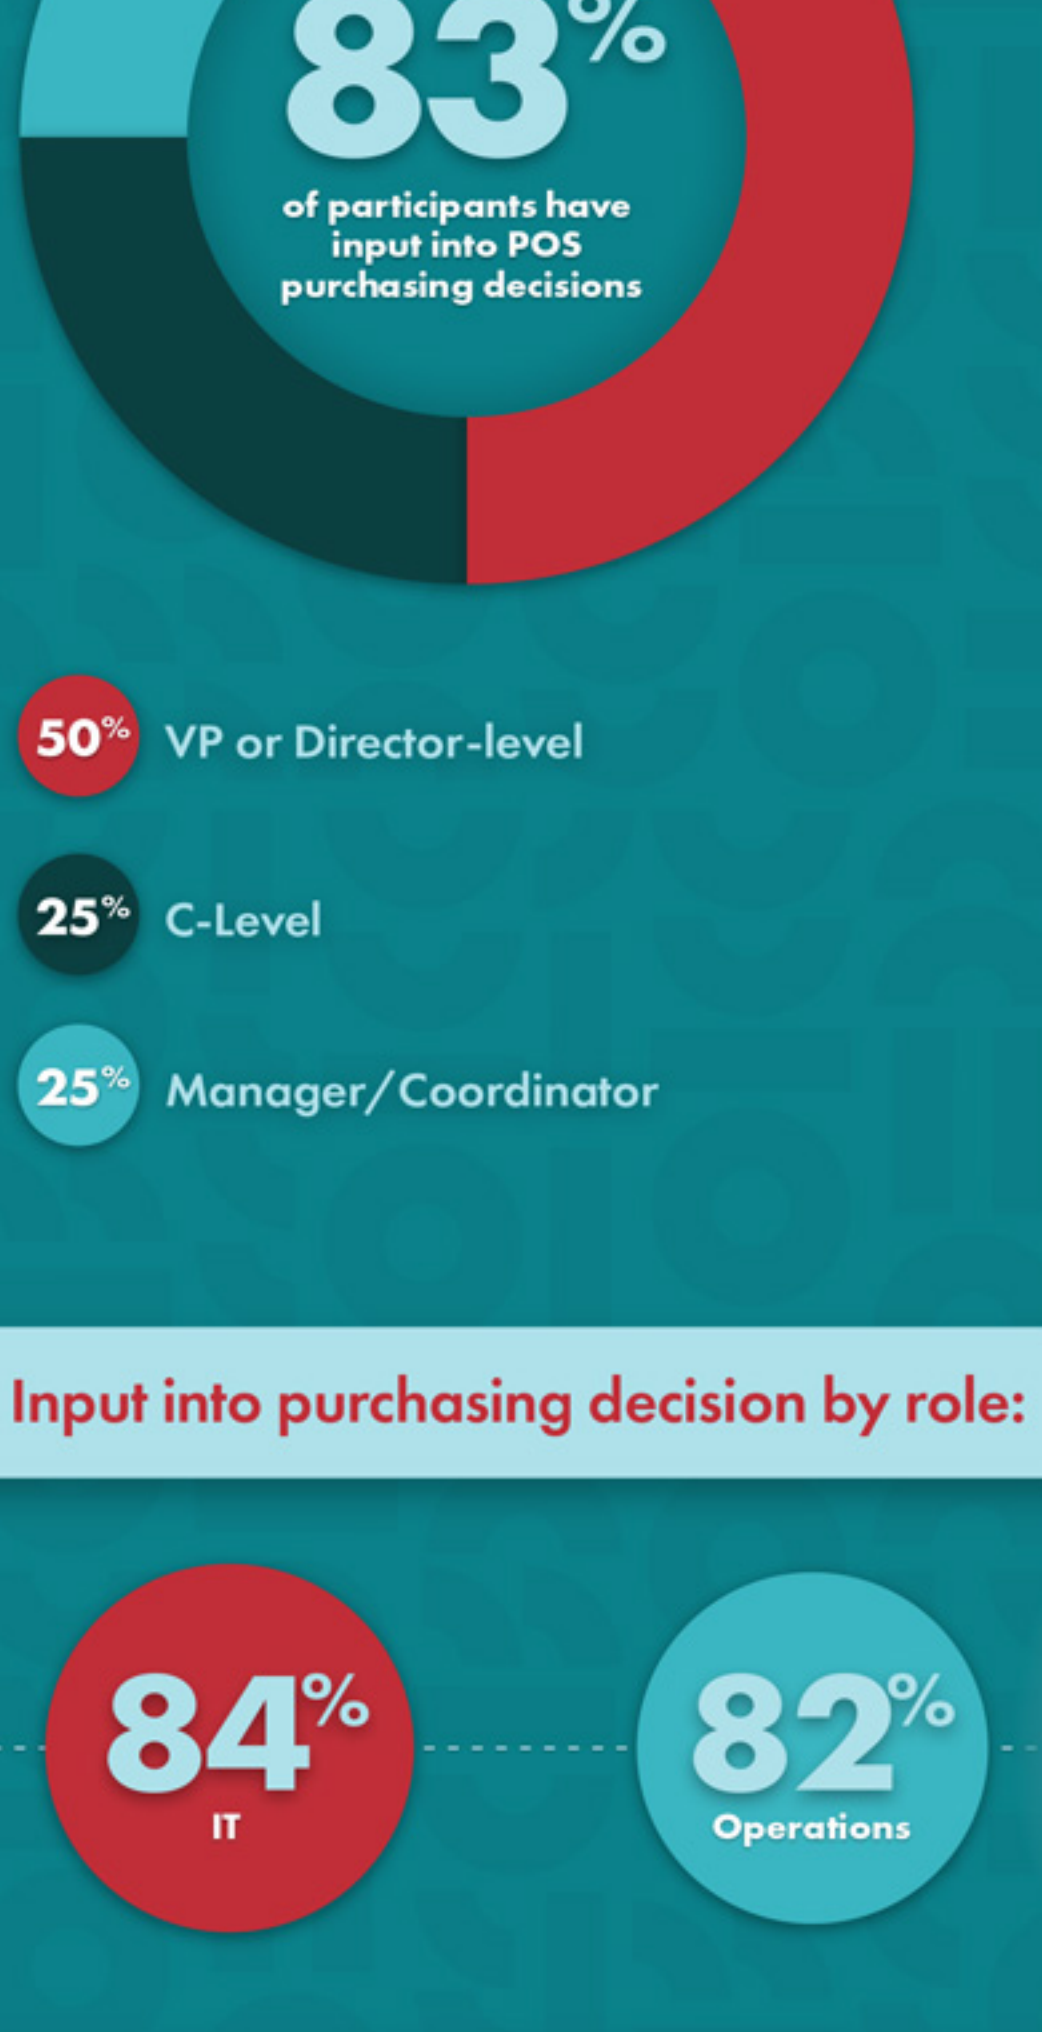 83%
of participants have
input into POS
purchasing decisions
50% VP or Director-level
25% C-Level
25% Manager/Coordinator
Input into purchasing decision by role:
84%
IT
82%
Operations